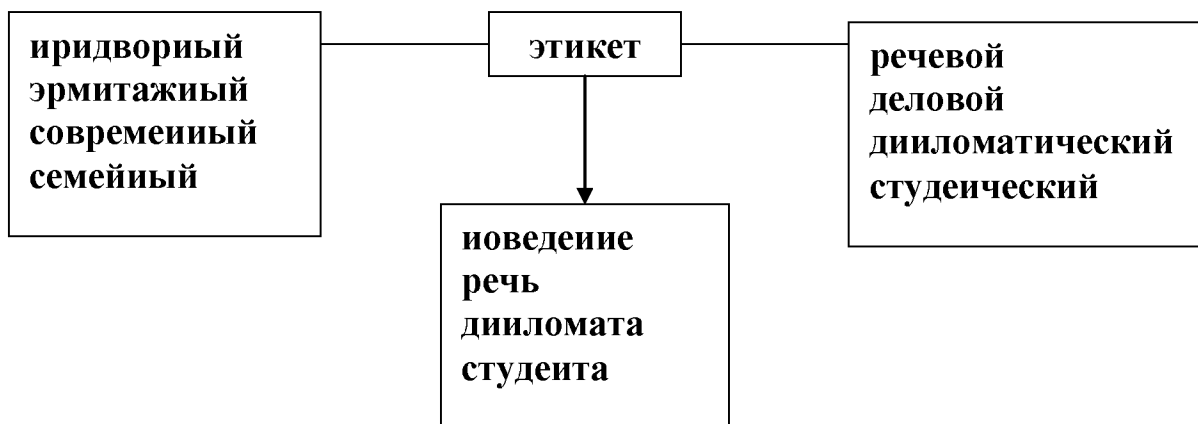 иридвориый
эрмитажиый
совремеииый
семейиый
этикет
речевой
деловой
дииломатический
студеический
иоведеиие
речь
дииломата
студеита